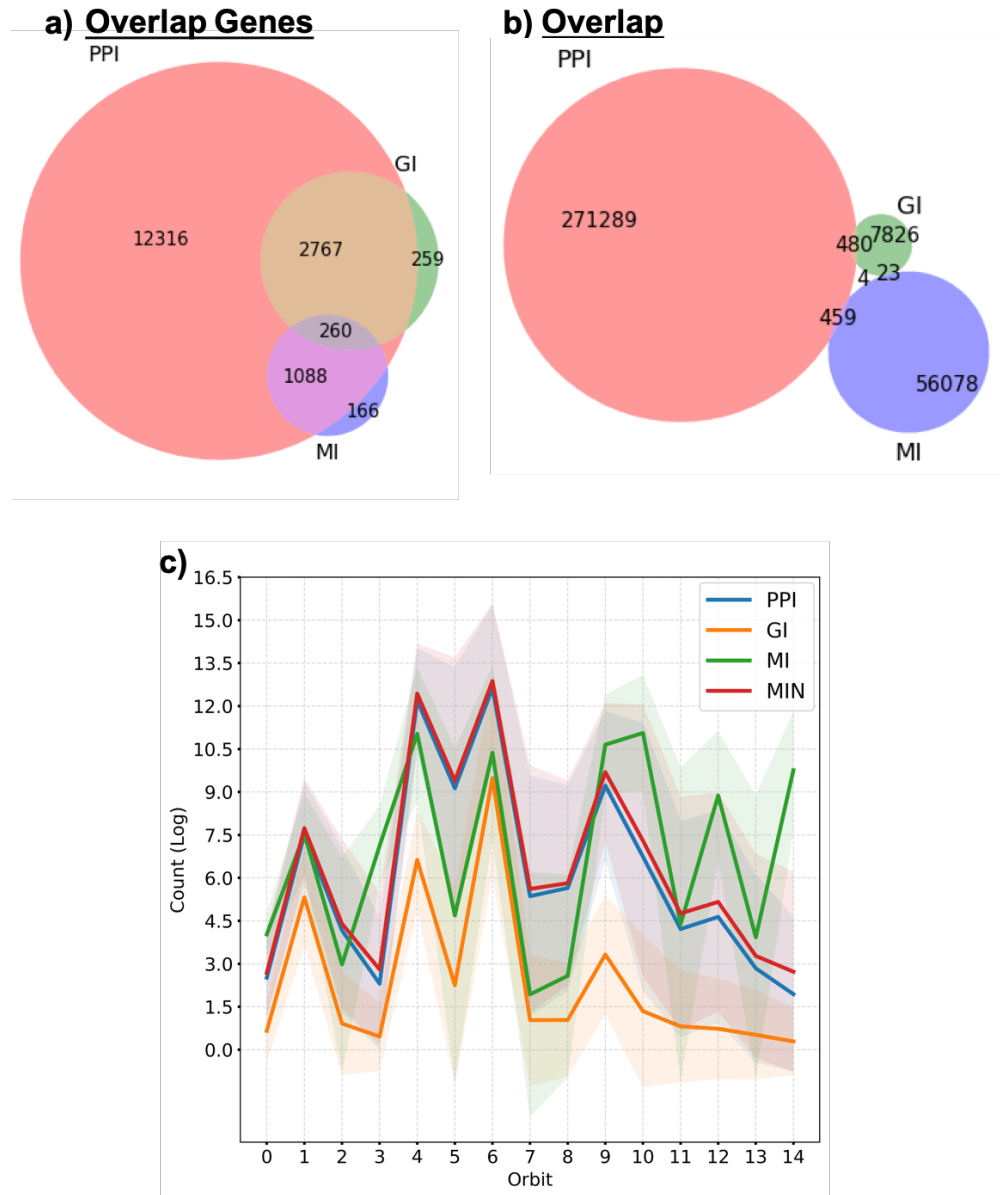 a) Overlap Genes
PPI
GI
12316
2767
259
260
1088
166
MI
b) Overlap
PPI
GI
271289
480
7826
4
23
459
56078
MI
c)
Count (Log)
16.5
15.0
13.5
12.0
10.5
9.0
7.5
6.0
4.5
3.0
1.5
0.0
PPI
GI
MI
MIN
0 1 2 3 4 5 6 7 8 9 10 11 12 13 14
Orbit